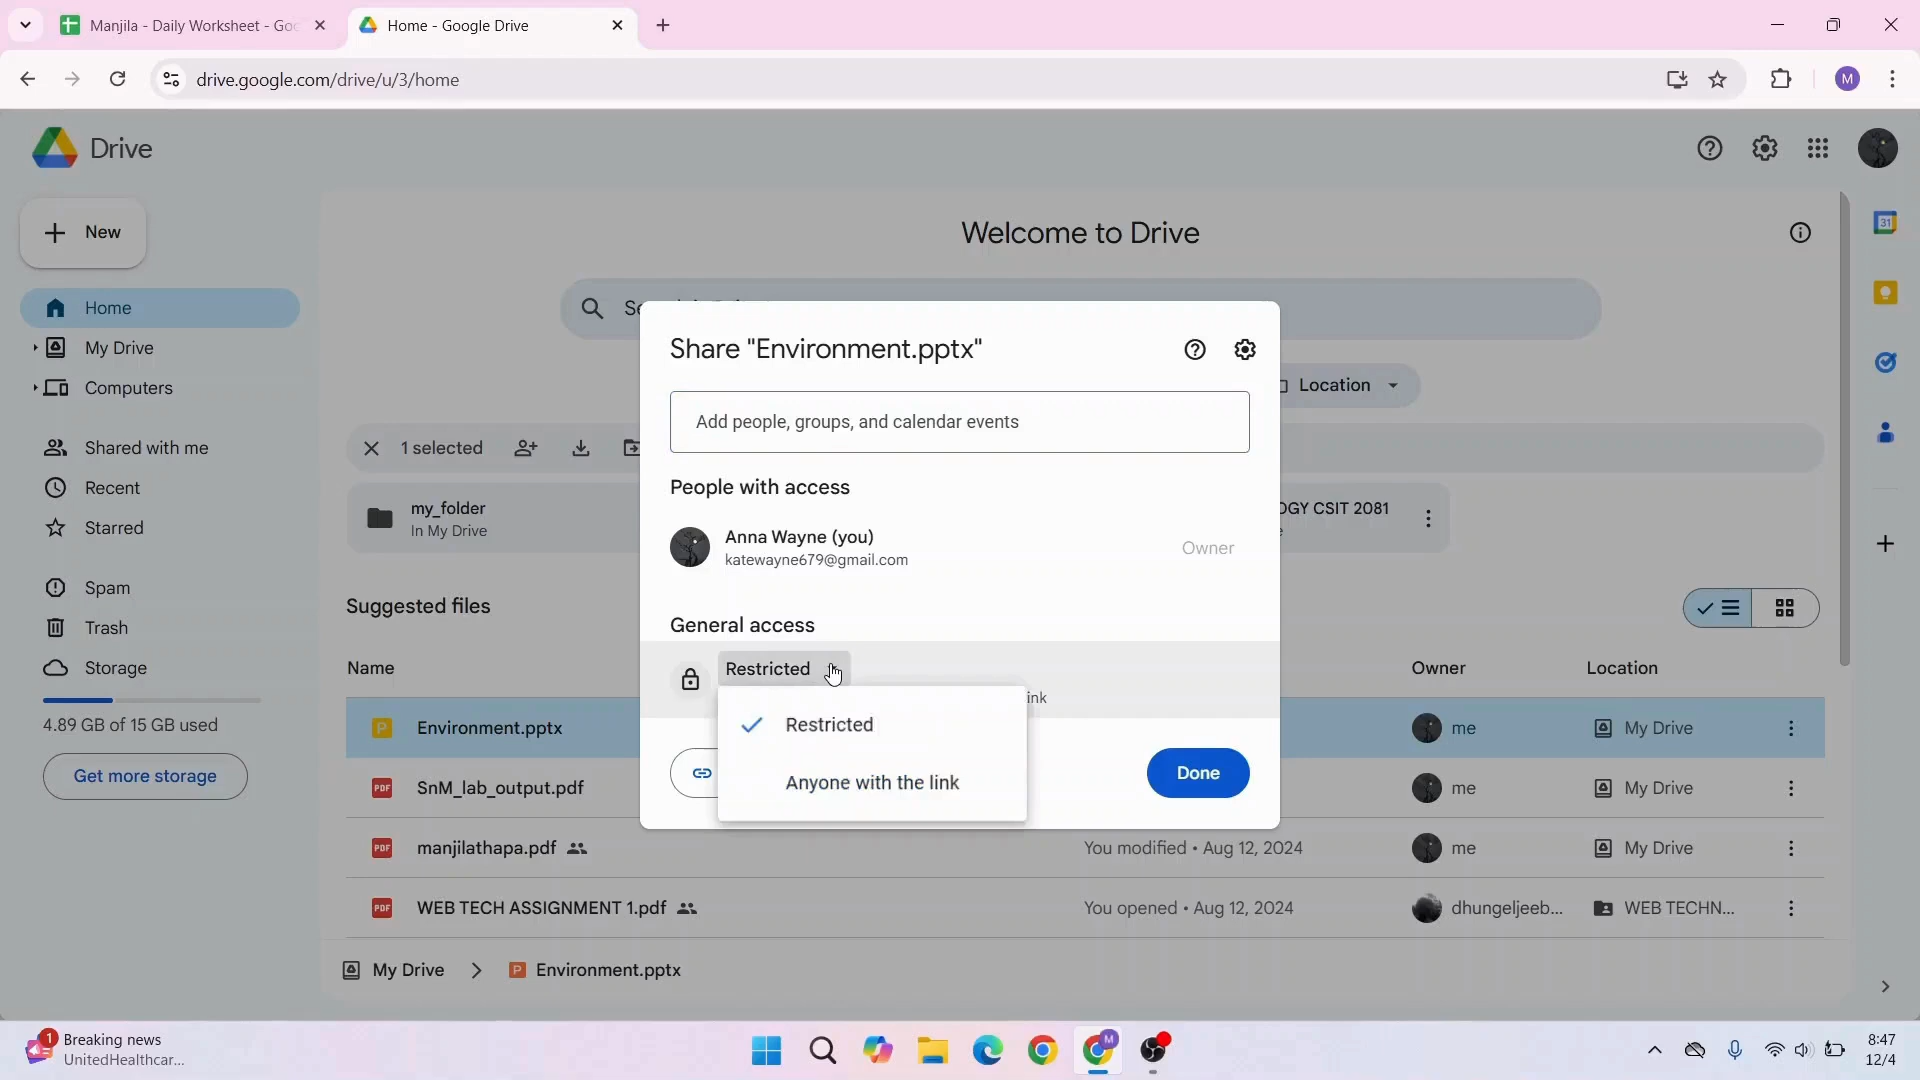 Manjila - Daily Worksheet - Goo
Home - Google Drive
drive.google.com/drive/u/3/home
M
Drive
New
Home
My Drive
Computers
Shared with me
Recent
Starred
Spam
Trash
Storage
4.89 GB of 15 GB used
Get more storage
Welcome to Drive
Location
1 selected
my_folder
In My Drive
OGY CSIT 2081
Suggested files
Name
Owner
Location
Environment.pptx
me
My Drive
SnM_lab_output.pdf
me
My Drive
manjilathapa.pdf
You modified • Aug 12, 2024
me
My Drive
WEB TECH ASSIGNMENT 1.pdf
You opened • Aug 12, 2024
dhungeljeeb...
WEB TECHN...
My Drive
Environment.pptx
Share "Environment.pptx"
Add people, groups, and calendar events
People with access
Anna Wayne (you)
katewayne679@gmail.com
Owner
General access
Restricted
ink
Restricted
Anyone with the link
Done
31
PDF
PDF
PDF
P
P
1
Breaking news
UnitedHealthcar...
M
8:47
12/4